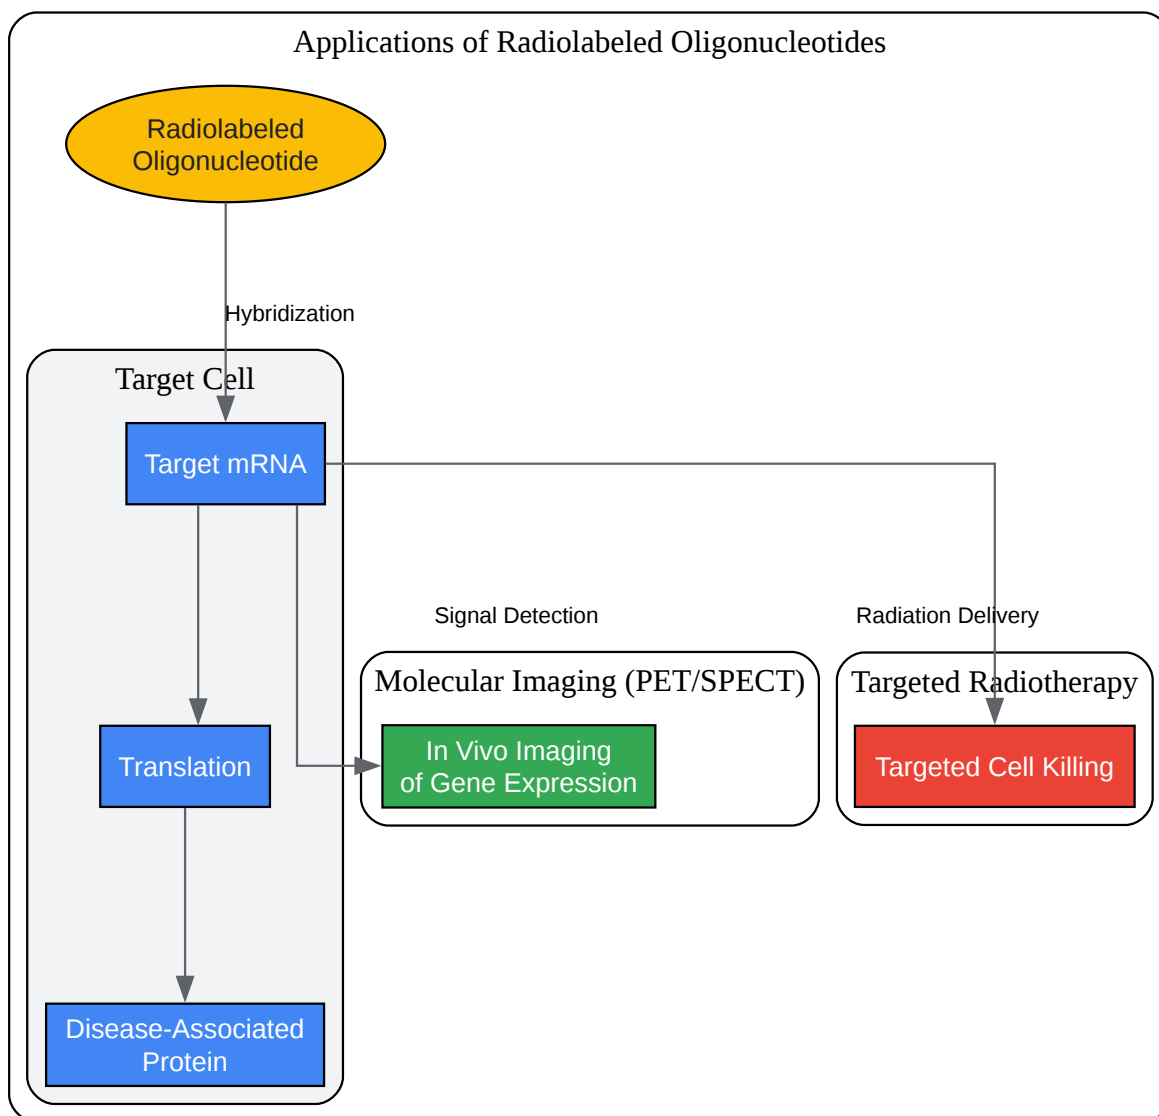 Applications of Radiolabeled Oligonucleotides
Radiolabeled
Oligonucleotide
Hybridization
Target Cell
Target mRNA
Signal Detection
Radiation Delivery
Molecular Imaging (PET/SPECT)
Targeted Radiotherapy
Translation
In Vivo Imaging
of Gene Expression
Targeted Cell Killing
Disease-Associated
Protein